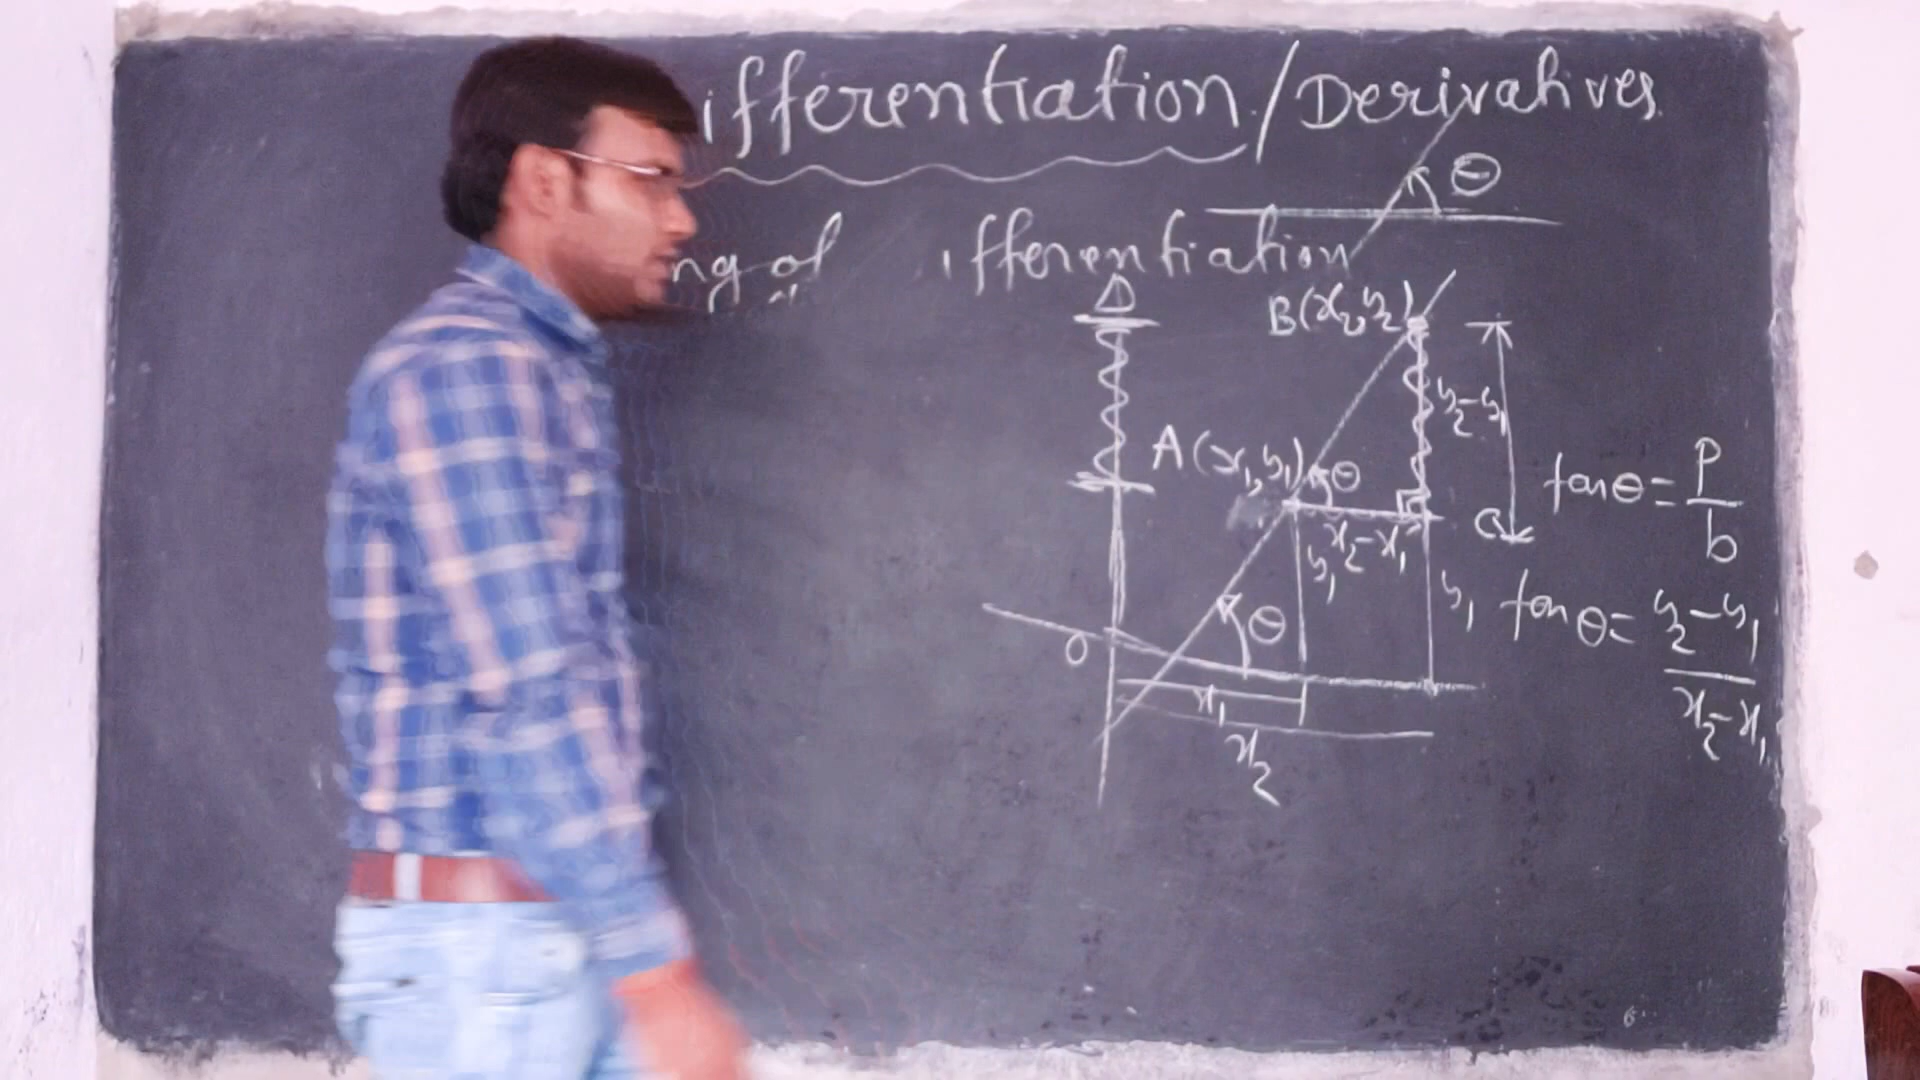 ifferentiation/Derivatives
θ
ng of ifferentiation
B(x₂,y₂)
y₂-y₁
A(x₁,y₁) θ
tanθ = P/b
x₂-x₁
y₁ y₁
tanθ = y₂-y₁/x₂-x₁
O θ
x₁
x₂